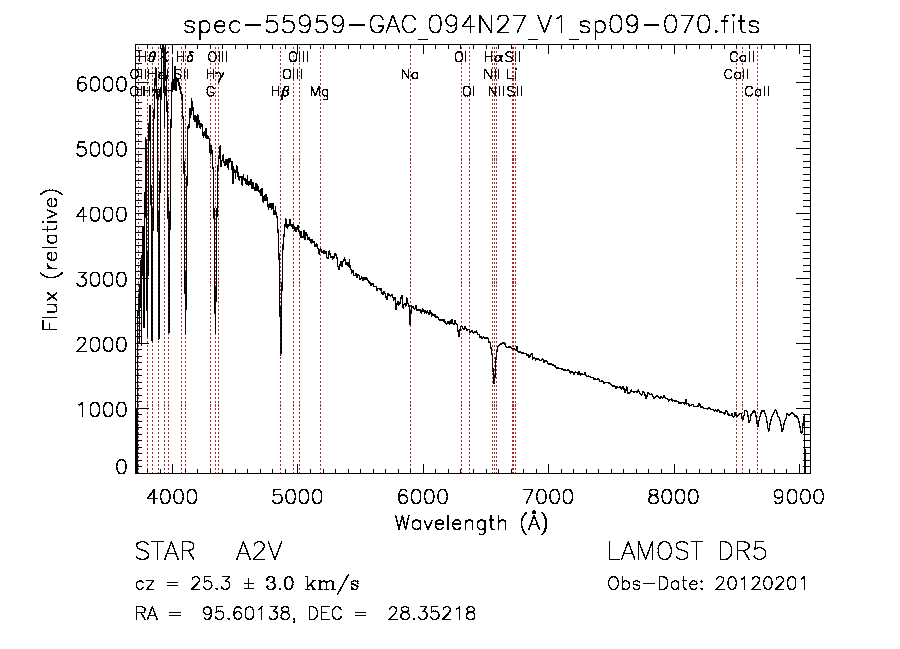 spec-55959-GAC_094N27_V1_sp09-070.fits
Hθ Hδ OIII OIII OI Hα SII CaII
SII Hγ OIII Na NII Li CaII
G Hβ Mg OI NII SII CaII
6000
5000
4000
3000
2000
1000
0
Flux (relative)
4000 5000 6000 7000 8000 9000
Wavelength (Å)
STAR A2V LAMOST DR5
cz = 25.3 ± 3.0 km/s Obs-Date: 20120201
RA = 95.60138, DEC = 28.35218